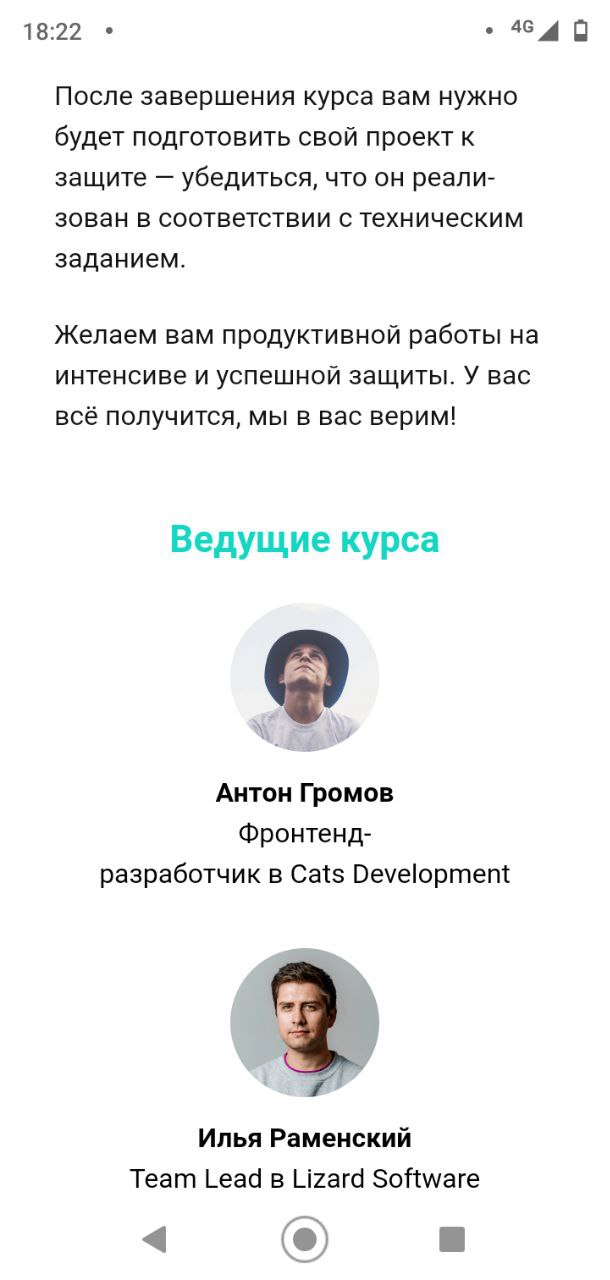 18:22
4G
После завершения курса вам нужно
будет подготовить свой проект к
защите — убедиться, что он реали-
зован в соответствии с техническим
заданием.
Желаем вам продуктивной работы на
интенсиве и успешной защиты. У вас
всё получится, мы в вас верим!
Ведущие курса
Антон Громов
Фронтенд-
разработчик в Cats Development
Илья Раменский
Team Lead в Lizard Software